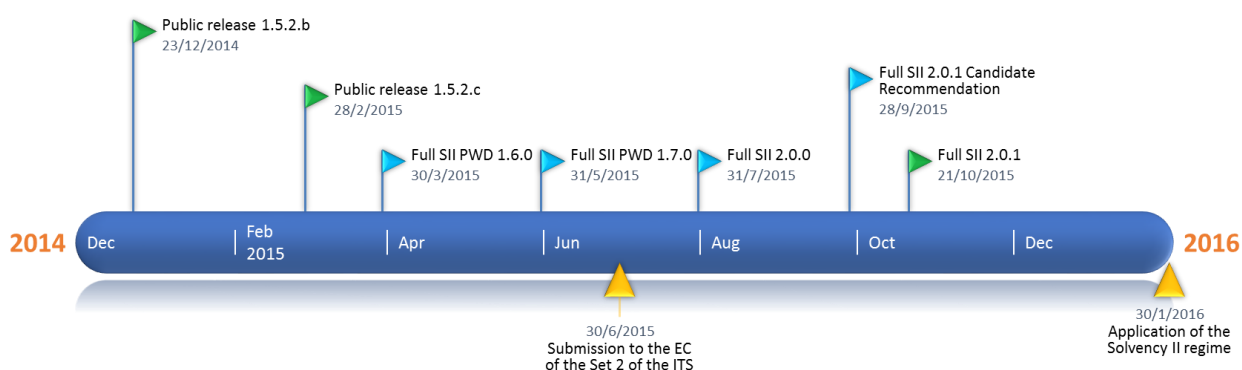 Public release 1.5.2.b
23/12/2014
Public release 1.5.2.c
28/2/2015
Full SII PWD 1.6.0
30/3/2015
Full SII PWD 1.7.0
31/5/2015
Full SII 2.0.0
31/7/2015
Full SII 2.0.1 Candidate
Recommendation
28/9/2015
Full SII 2.0.1
21/10/2015
2014
Dec
Feb
2015
Apr
Jun
Aug
Oct
Dec
2016
30/6/2015
Submission to the EC
of the Set 2 of the ITS
30/1/2016
Application of the
Solvency II regime